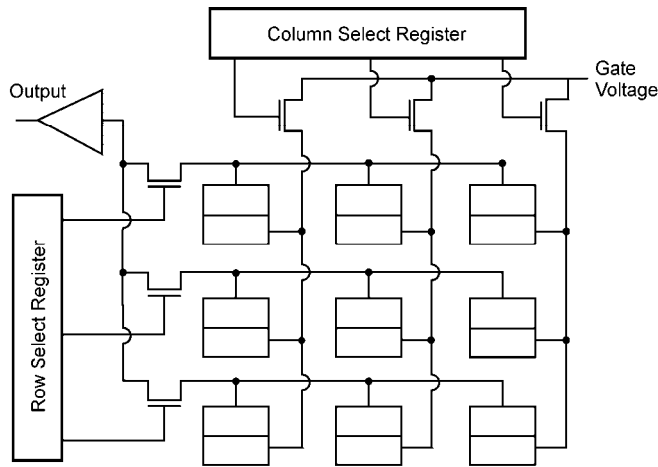 Column Select Register
Gate
Voltage
Output
Row Select Register